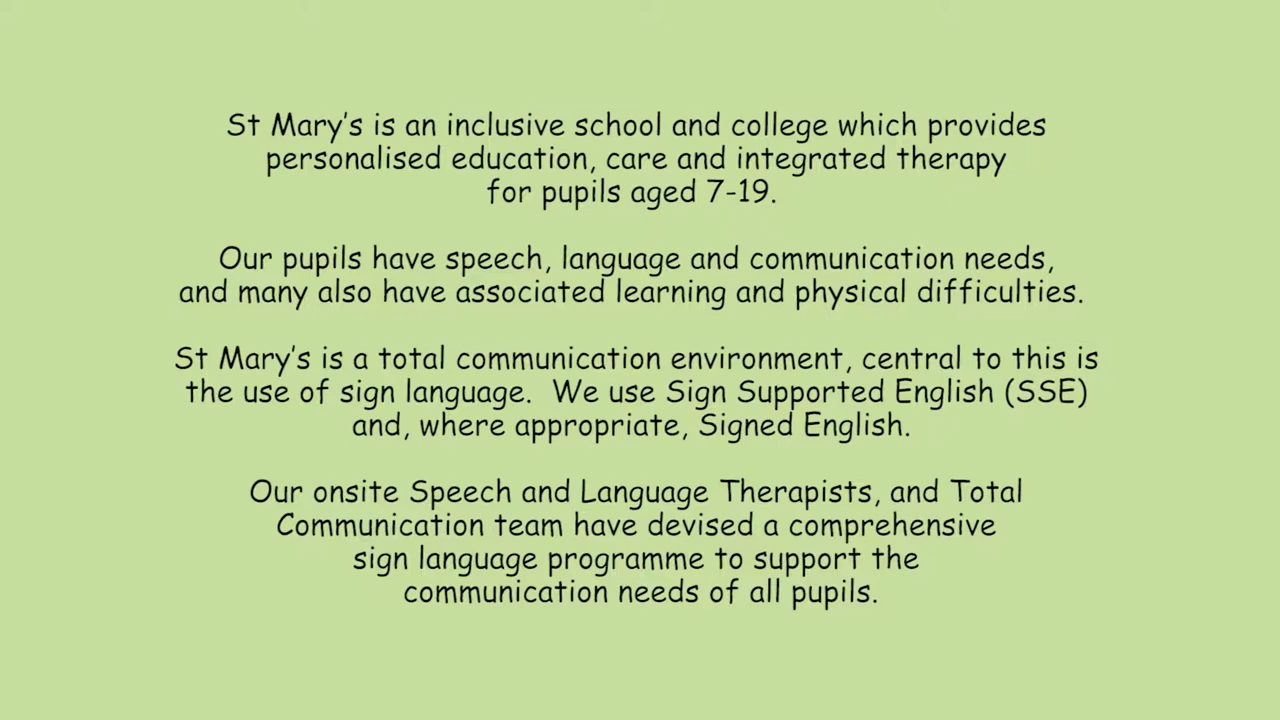 St Mary's is an inclusive school and college which provides
personalised education, care and integrated therapy
for pupils aged 7-19.
Our pupils have speech, language and communication needs,
and many also have associated learning and physical difficulties.
St Mary's is a total communication environment, central to this is
the use of sign language.  We use Sign Supported English (SSE)
and, where appropriate, Signed English.
Our onsite Speech and Language Therapists, and Total
Communication team have devised a comprehensive
sign language programme to support the
communication needs of all pupils.